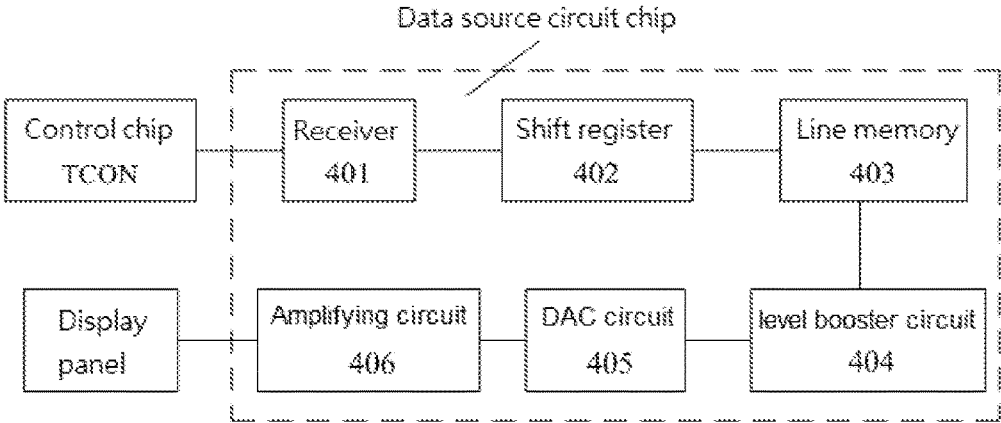 Data source circuit chip
Control chip
TCON
Receiver
401
Shift register
402
Line memory
403
Display
panel
Amplifying circuit
406
DAC circuit
405
level booster circuit
404